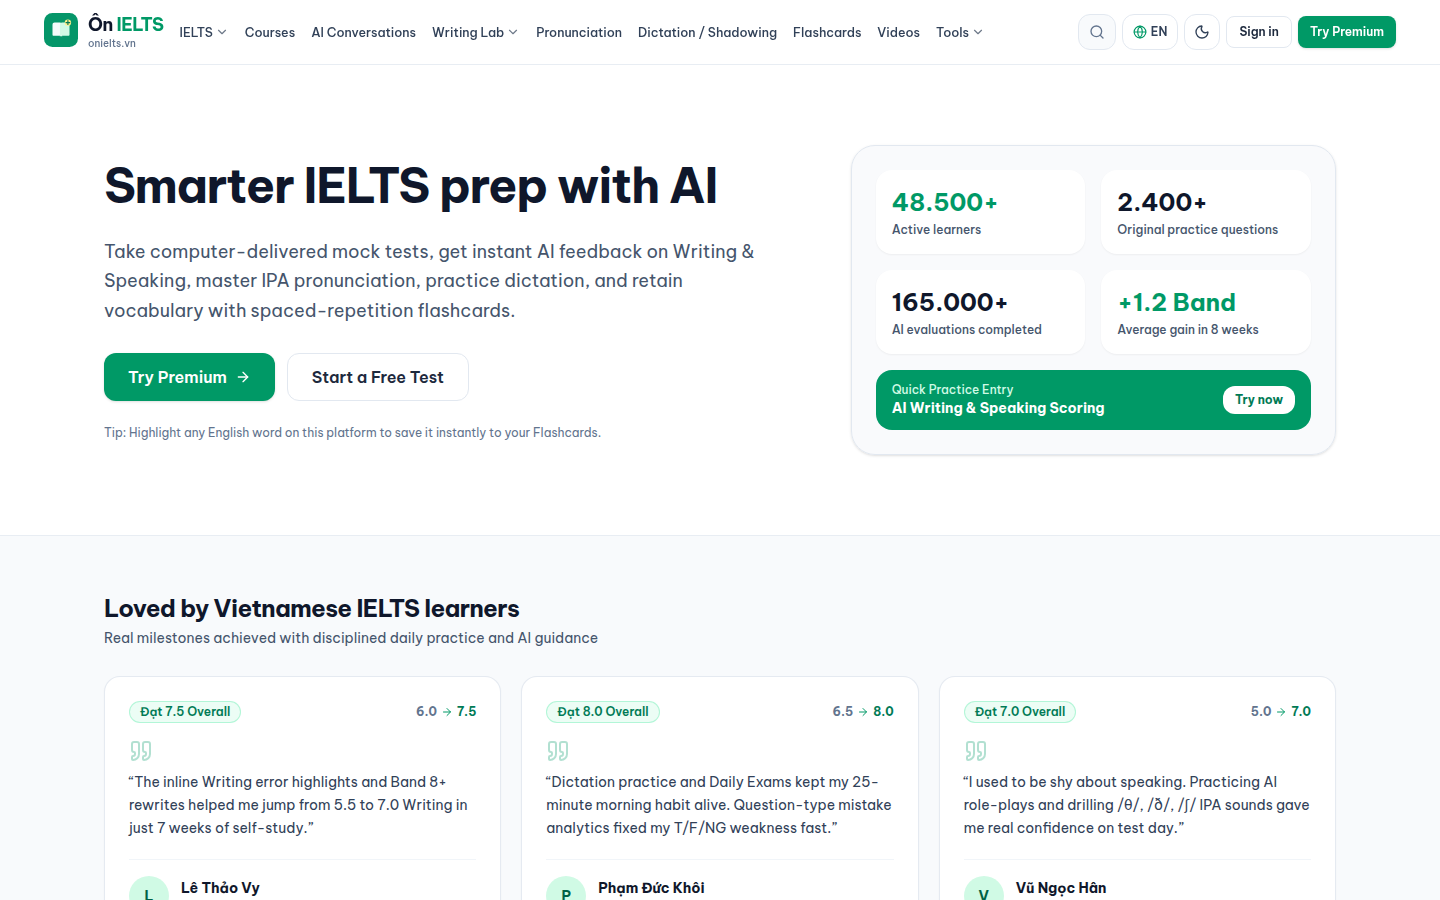 Ôn IELTS
onielts.vn
IELTS
Courses
AI Conversations
Writing Lab
Pronunciation
Dictation / Shadowing
Flashcards
Videos
Tools
EN
Sign in
Try Premium
Smarter IELTS prep with AI
Take computer-delivered mock tests, get instant AI feedback on Writing &
Speaking, master IPA pronunciation, practice dictation, and retain
vocabulary with spaced-repetition flashcards.
Try Premium →
Start a Free Test
Tip: Highlight any English word on this platform to save it instantly to your Flashcards.
48.500+
Active learners
2.400+
Original practice questions
165.000+
AI evaluations completed
+1.2 Band
Average gain in 8 weeks
Quick Practice Entry
AI Writing & Speaking Scoring
Try now
Loved by Vietnamese IELTS learners
Real milestones achieved with disciplined daily practice and AI guidance
Đạt 7.5 Overall
6.0 → 7.5
“The inline Writing error highlights and Band 8+
rewrites helped me jump from 5.5 to 7.0 Writing in
just 7 weeks of self-study.”
L
Lê Thảo Vy
Đạt 8.0 Overall
6.5 → 8.0
“Dictation practice and Daily Exams kept my 25-
minute morning habit alive. Question-type mistake
analytics fixed my T/F/NG weakness fast.”
P
Phạm Đức Khôi
Đạt 7.0 Overall
5.0 → 7.0
“I used to be shy about speaking. Practicing AI
role-plays and drilling /θ/, /ð/, /ʃ/ IPA sounds gave
me real confidence on test day.”
V
Vũ Ngọc Hân